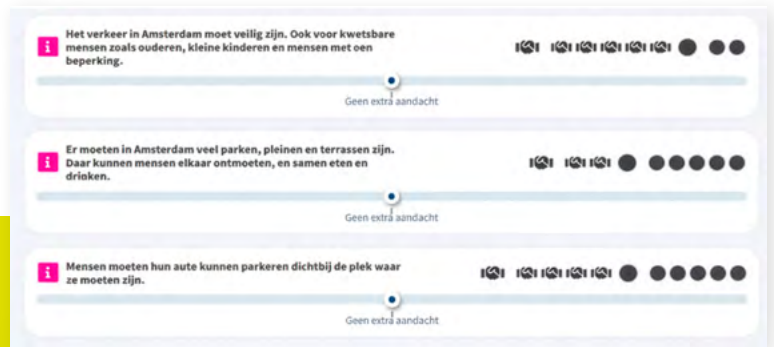 i Het verkeer in Amsterdam moet veilig zijn. Ook voor kwetsbare
mensen zoals ouderen, kleine kinderen en mensen met oen
beperking.
Geen extra aandacht
i Er moeten in Amsterdam veel parken, pleinen en terrassen zijn.
Daar kunnen mensen elkaar ontmoeten, en samen eten en
drinken.
Geen extra aandacht
i Mensen moeten hun aute kunnen parkeren dichtbij de plek waar
ze moeten zijn.
Geen extra aandacht